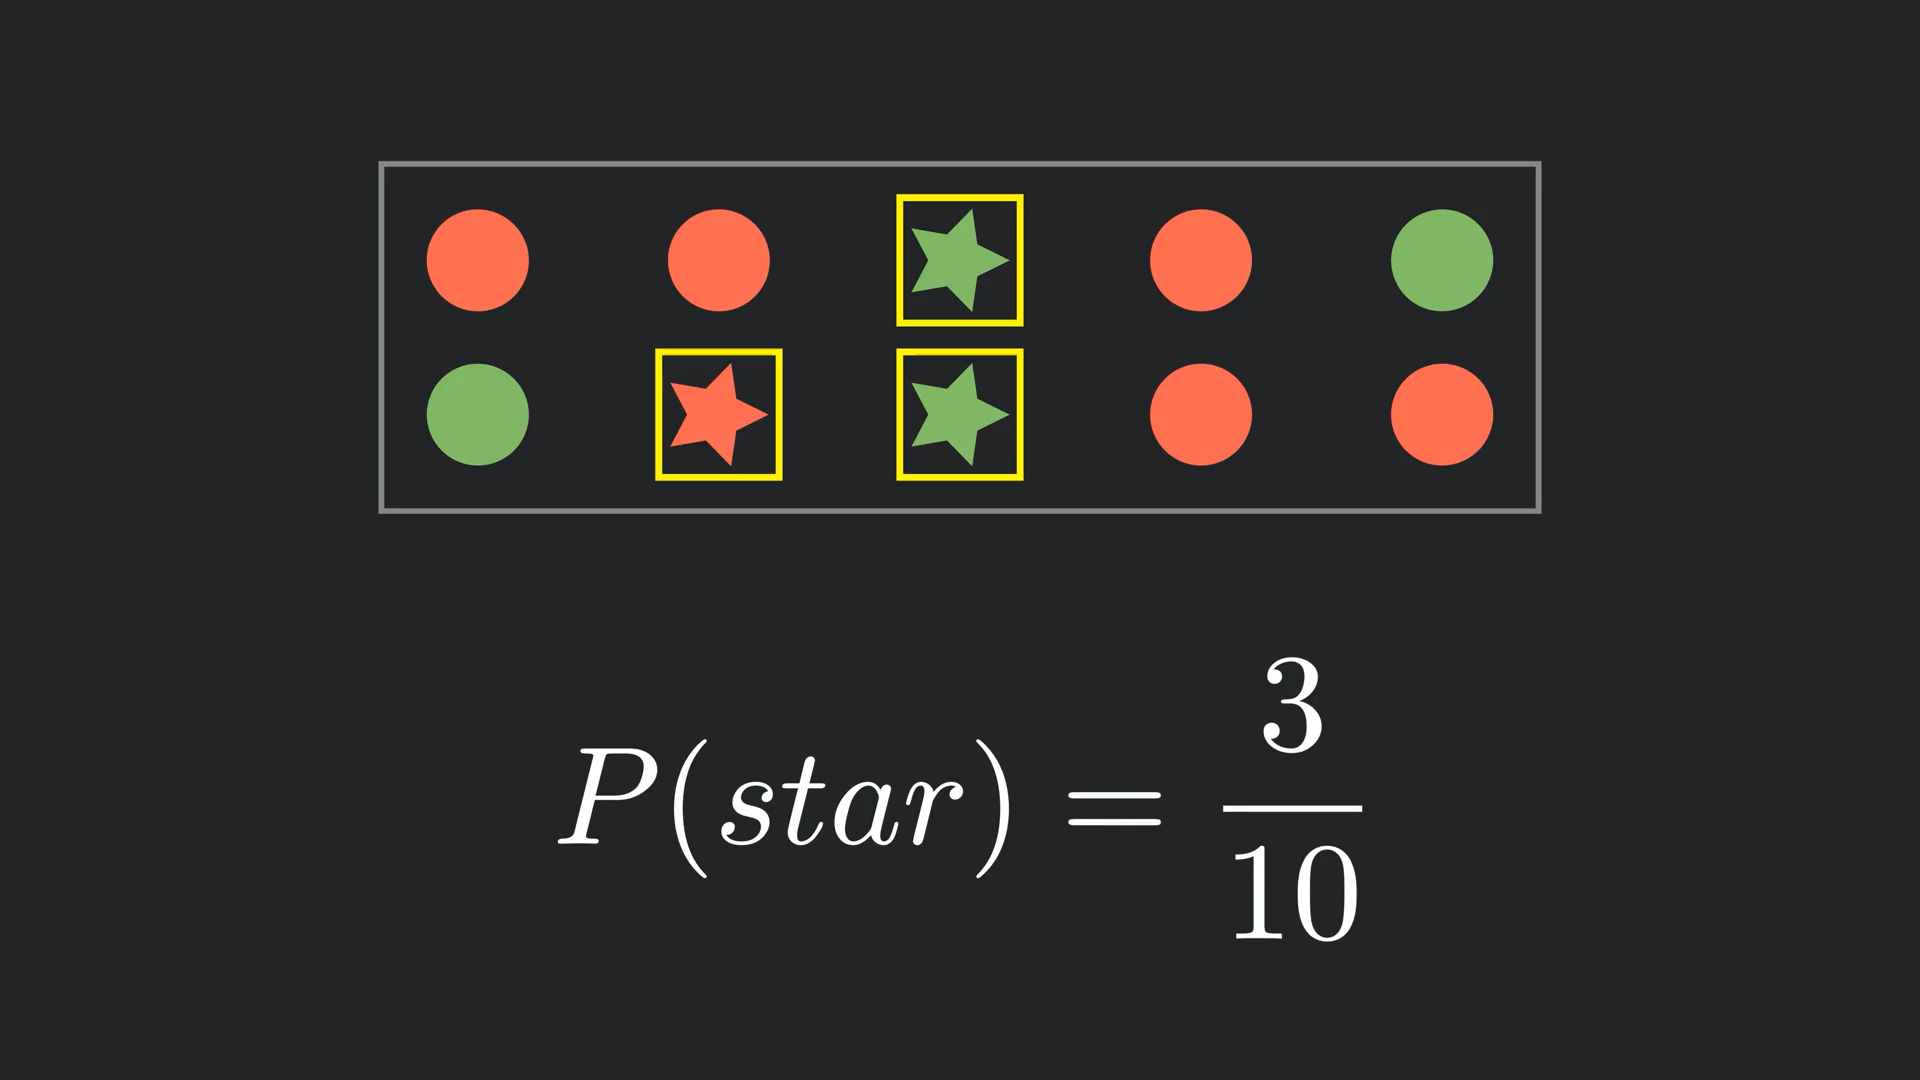 P(star) = 3/10